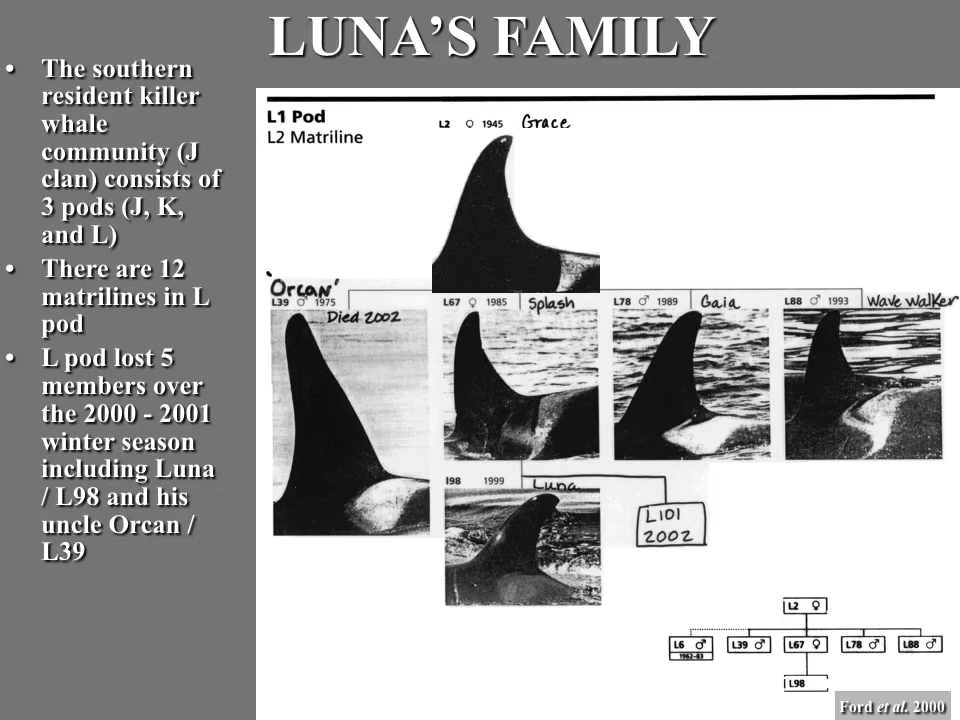 LUNA’S FAMILY
• The southern
resident killer
whale
community (J
clan) consists of
3 pods (J, K,
and L)
• There are 12
matrilines in L
pod
• L pod lost 5
members over
the 2000 - 2001
winter season
including Luna
/ L98 and his
uncle Orcan /
L39
L1 Pod
L2 Matriline
L2 ♀ 1945 Grace
'Orcan'
L39 ♂ 1975
Died 2002
L67 ♀ 1985 Splash
L78 ♂ 1989 Gaia
L88 ♂ 1993 Wave Walker
l98 1999 Luna
L101
2002
L2 ♀
L6 ♂ L39 ♂ L67 ♀ L78 ♂ L88 ♂
1962–83
L98
Ford et al. 2000